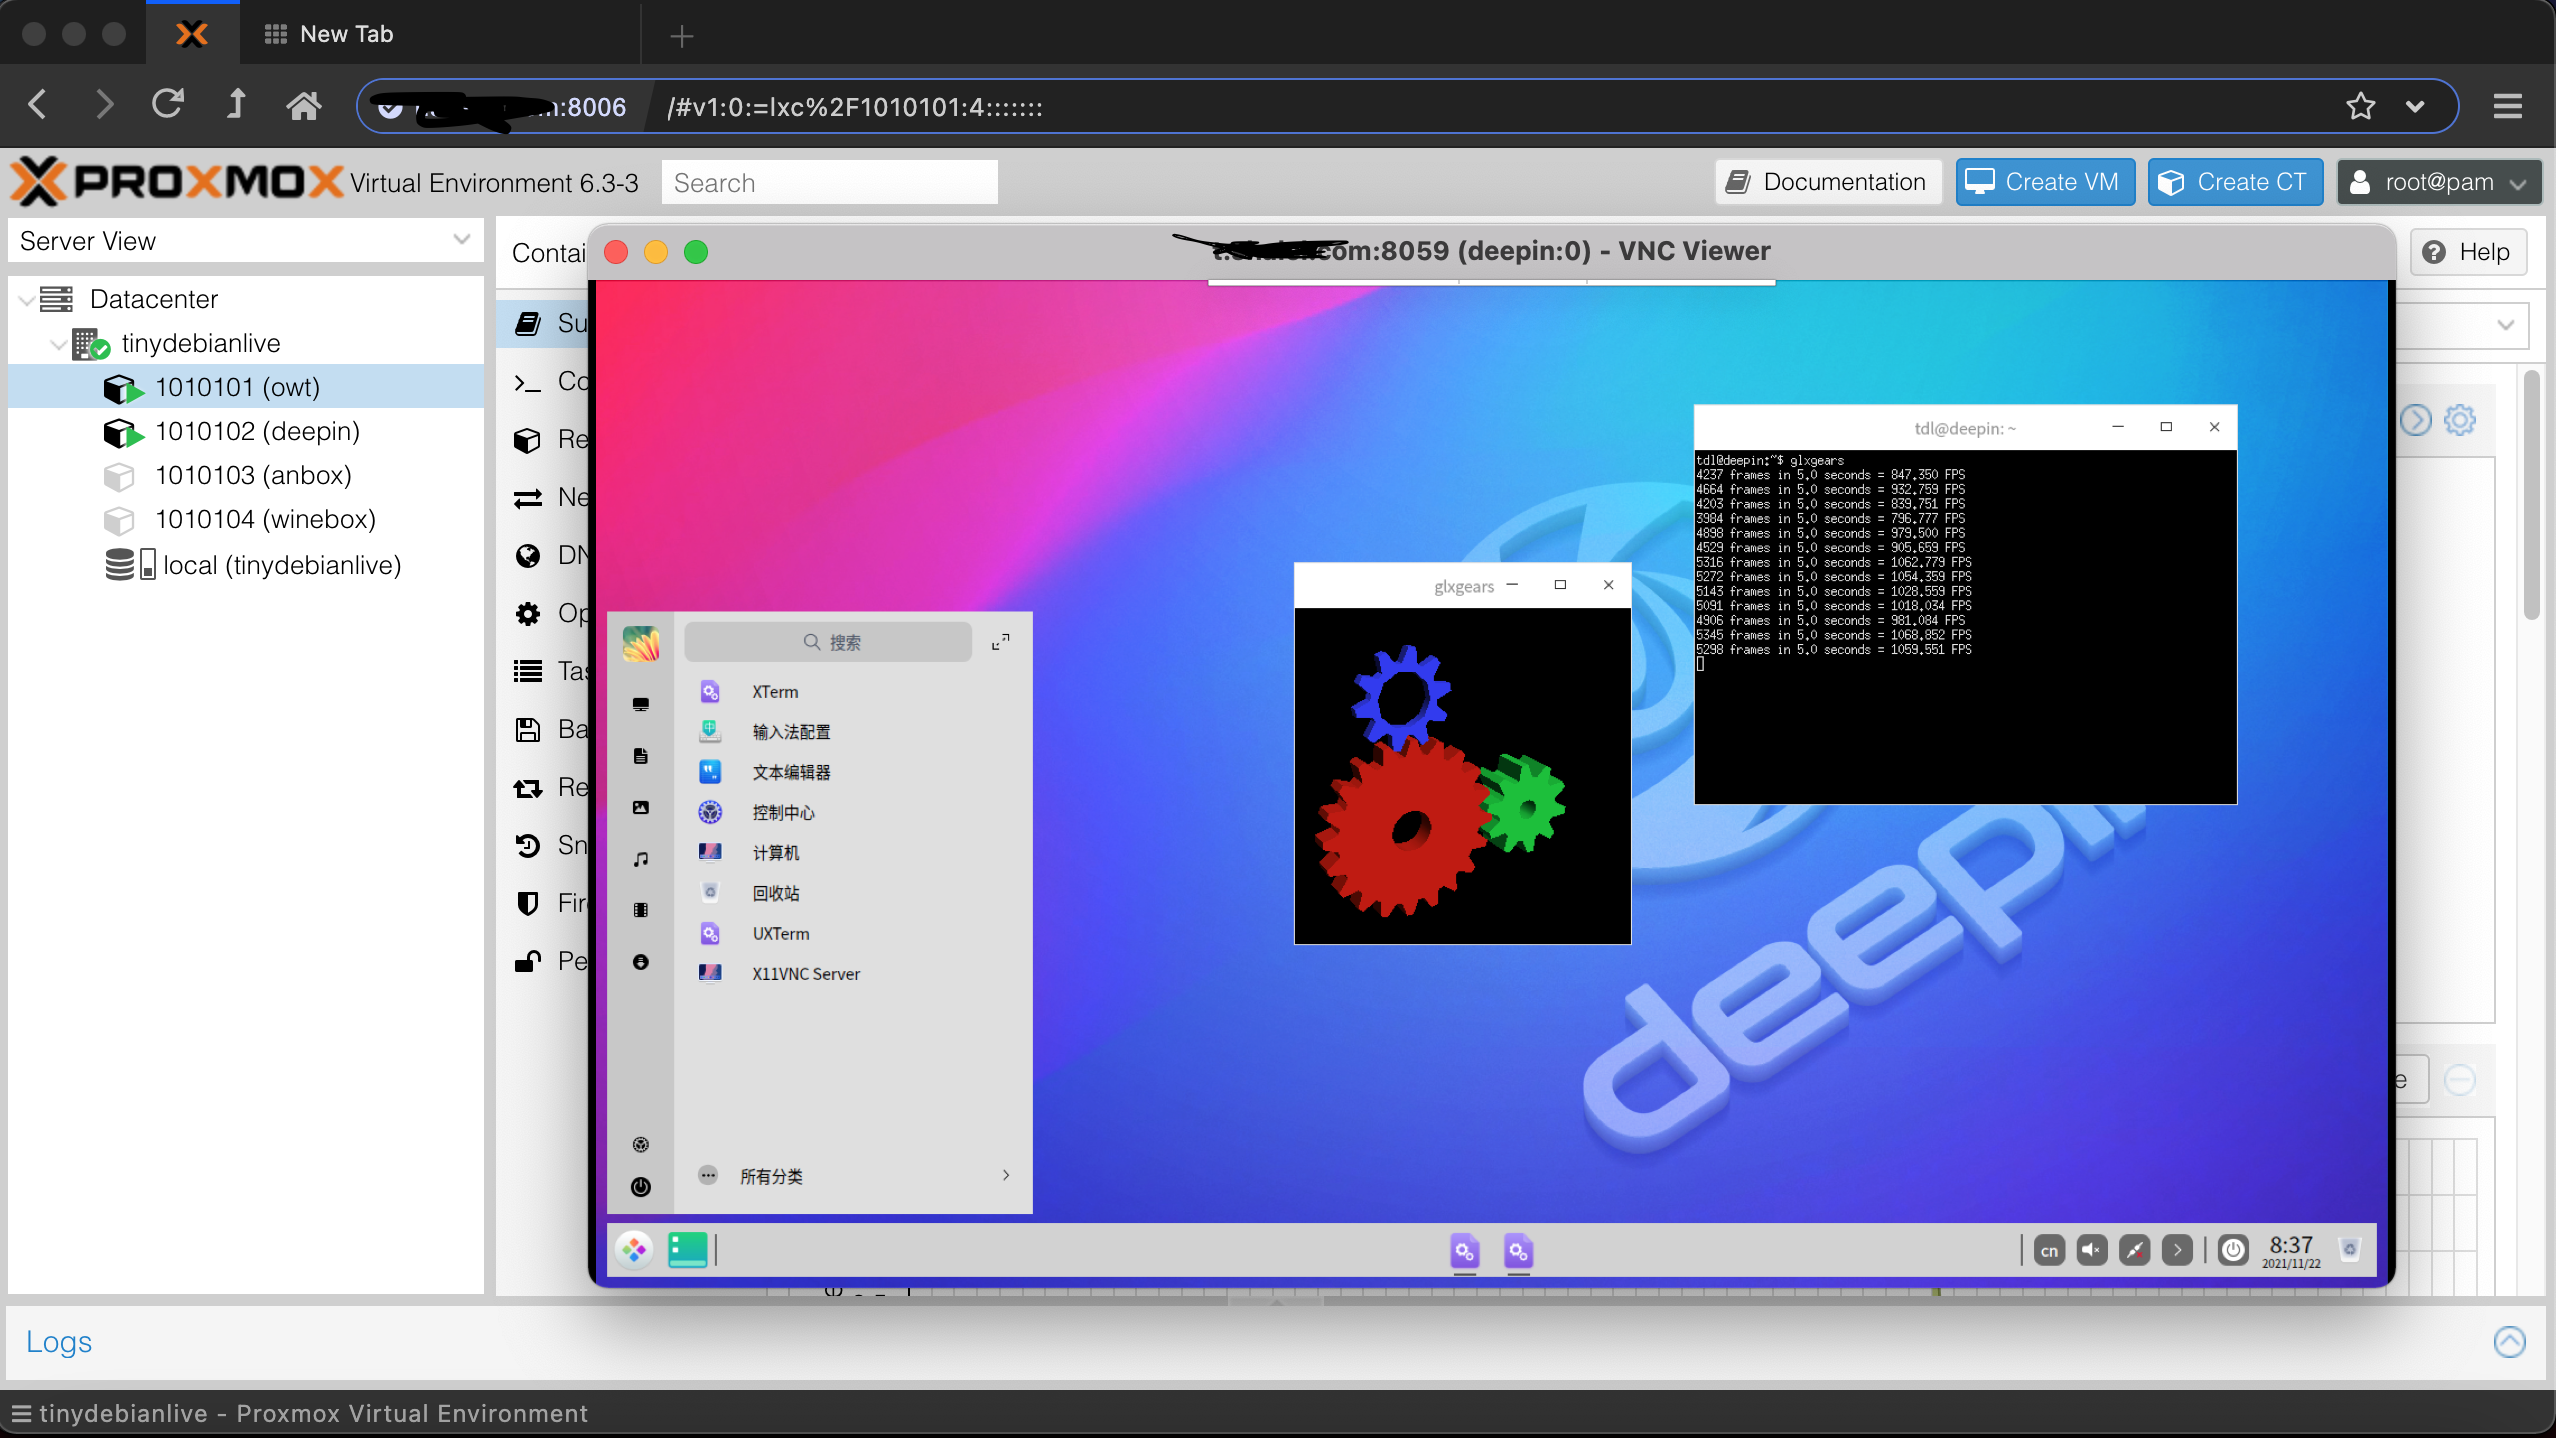 New Tab
:8006 /#v1:0:=lxc%2F1010101:4:::::::
PROXMOX Virtual Environment 6.3-3
Search
Documentation
Create VM
Create CT
root@pam
Server View
Datacenter
tinydebianlive
1010101 (owt)
1010102 (deepin)
1010103 (anbox)
1010104 (winebox)
local (tinydebianlive)
Contai
Help
Su
Co
Re
Ne
DN
Op
Tas
Ba
Re
Sn
Fir
Pe
com:8059 (deepin:0) - VNC Viewer
tdl@deepin: ~
tdl@deepin:~$ glxgears
4237 frames in 5.0 seconds = 847.350 FPS
4664 frames in 5.0 seconds = 932.759 FPS
4203 frames in 5.0 seconds = 839.751 FPS
3984 frames in 5.0 seconds = 796.777 FPS
4898 frames in 5.0 seconds = 979.500 FPS
4529 frames in 5.0 seconds = 905.659 FPS
5316 frames in 5.0 seconds = 1062.779 FPS
5272 frames in 5.0 seconds = 1054.359 FPS
5143 frames in 5.0 seconds = 1028.559 FPS
5091 frames in 5.0 seconds = 1018.034 FPS
4906 frames in 5.0 seconds = 981.084 FPS
5345 frames in 5.0 seconds = 1068.852 FPS
5298 frames in 5.0 seconds = 1059.551 FPS
glxgears
搜索
XTerm
输入法配置
文本编辑器
控制中心
计算机
回收站
UXTerm
X11VNC Server
所有分类
deepin
cn
8:37
2021/11/22
Logs
tinydebianlive - Proxmox Virtual Environment